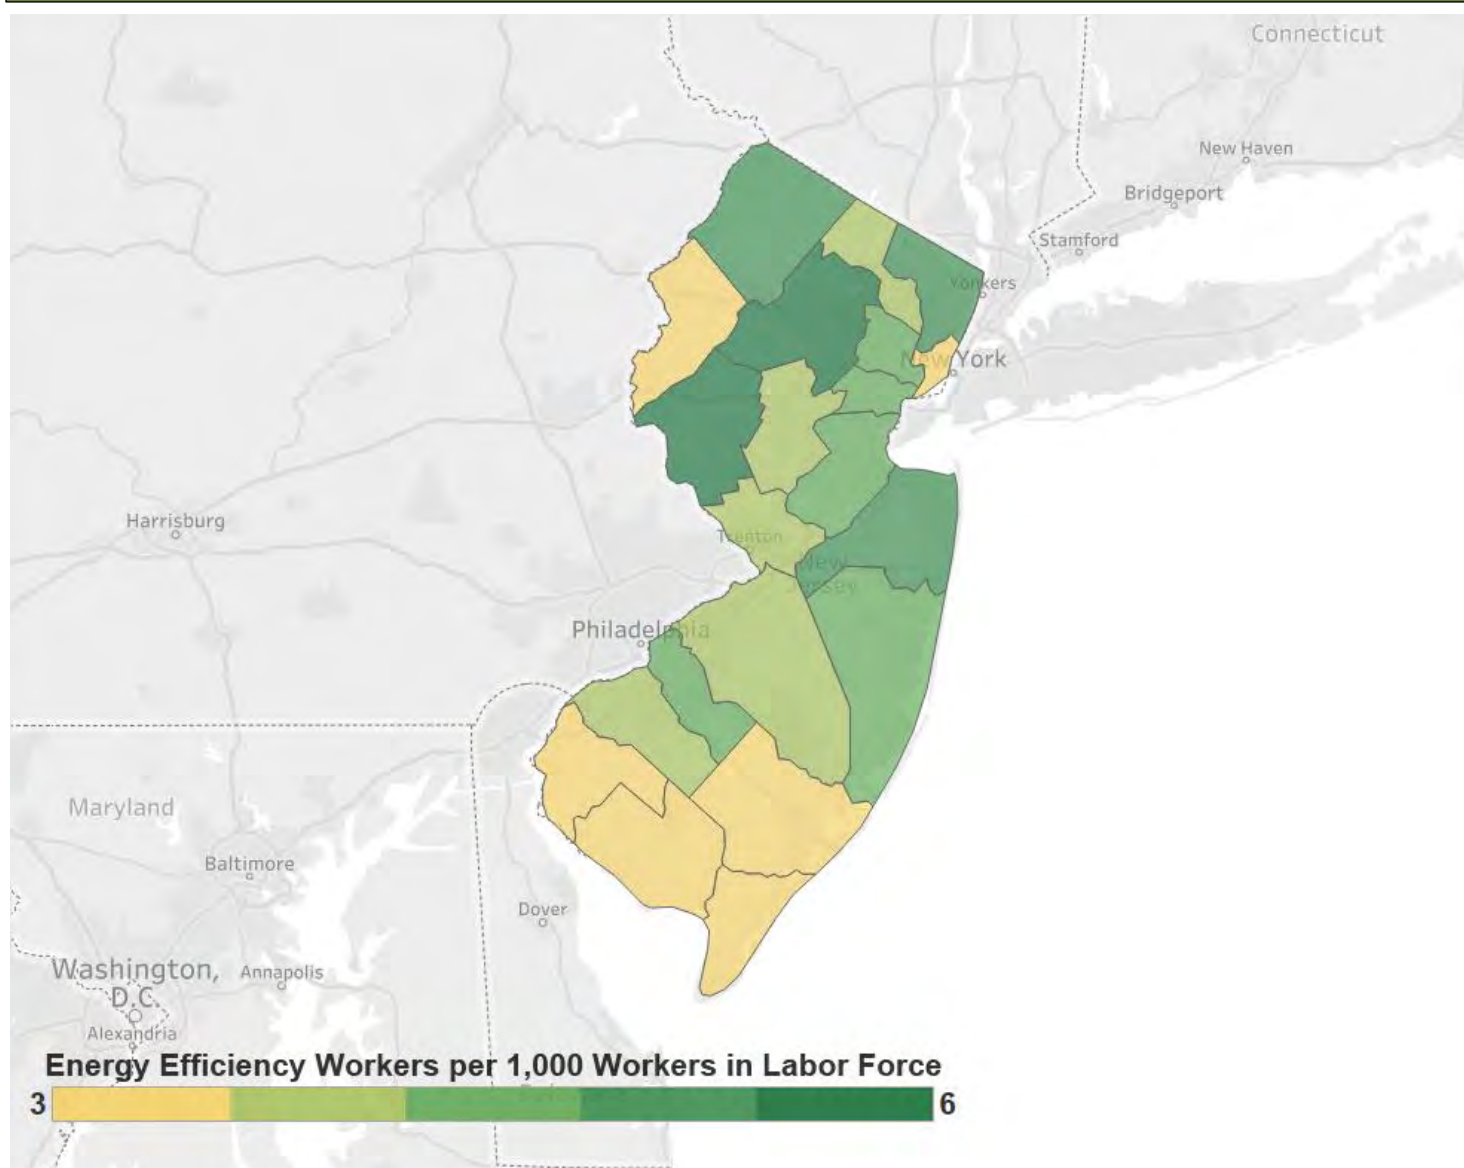 Connecticut
New Haven
Bridgeport
Stamford
Yonkers
New York
Harrisburg
Trenton
New
Jersey
Philadelphia
Maryland
Baltimore
Dover
Washington,
D.C.
Annapolis
Alexandria
Energy Efficiency Workers per 1,000 Workers in Labor Force
3
6